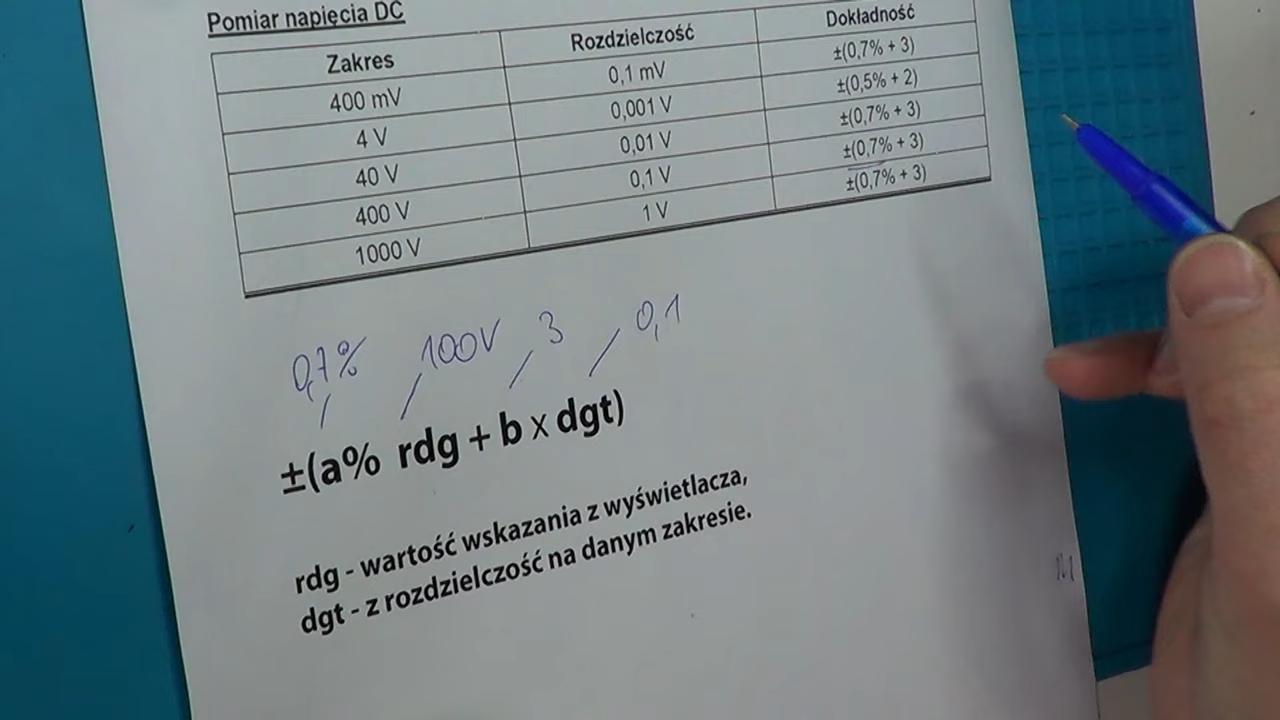 Pomiar napięcia DC
Zakres Rozdzielczość Dokładność
400 mV 0,1 mV ±(0,7% + 3)
4 V 0,001 V ±(0,5% + 2)
40 V 0,01 V ±(0,7% + 3)
400 V 0,1 V ±(0,7% + 3)
1000 V 1 V ±(0,7% + 3)
0,7% 100V 3 0,1
±(a% rdg + b x dgt)
rdg - wartość wskazania z wyświetlacza,
dgt - z rozdzielczość na danym zakresie.